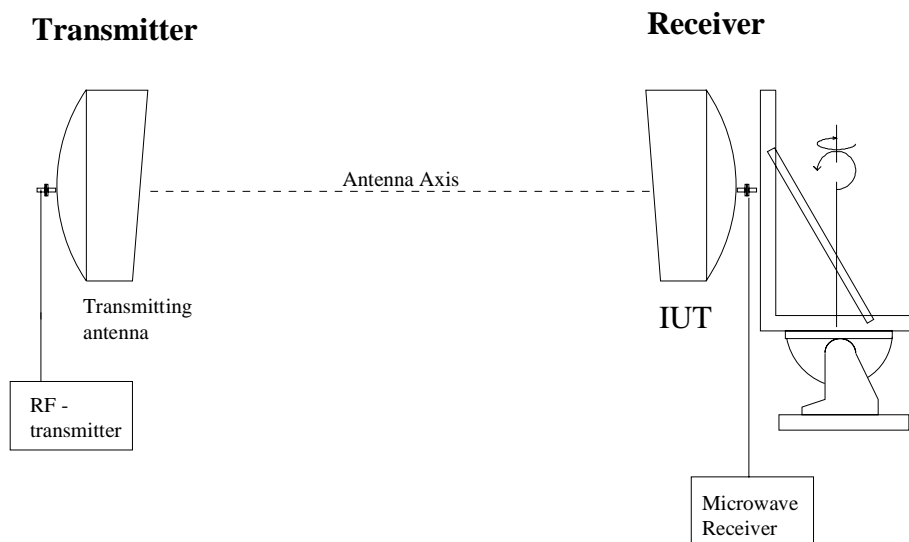 Transmitter
Receiver
Antenna Axis
Transmitting
antenna
IUT
RF -
transmitter
Microwave
Receiver